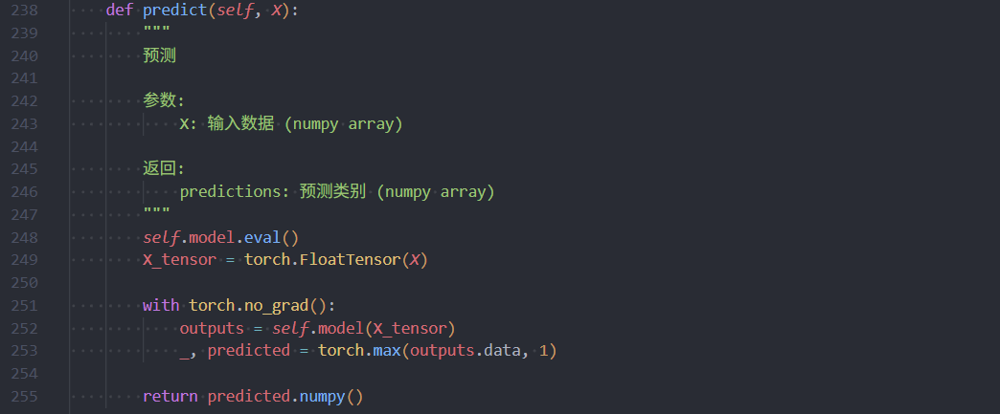 238 def predict(self, X):
239 """
240 预测
241
242 参数:
243 X: 输入数据 (numpy array)
244
245 返回:
246 predictions: 预测类别 (numpy array)
247 """
248 self.model.eval()
249 X_tensor = torch.FloatTensor(X)
250
251 with torch.no_grad():
252 outputs = self.model(X_tensor)
253 _, predicted = torch.max(outputs.data, 1)
254
255 return predicted.numpy()